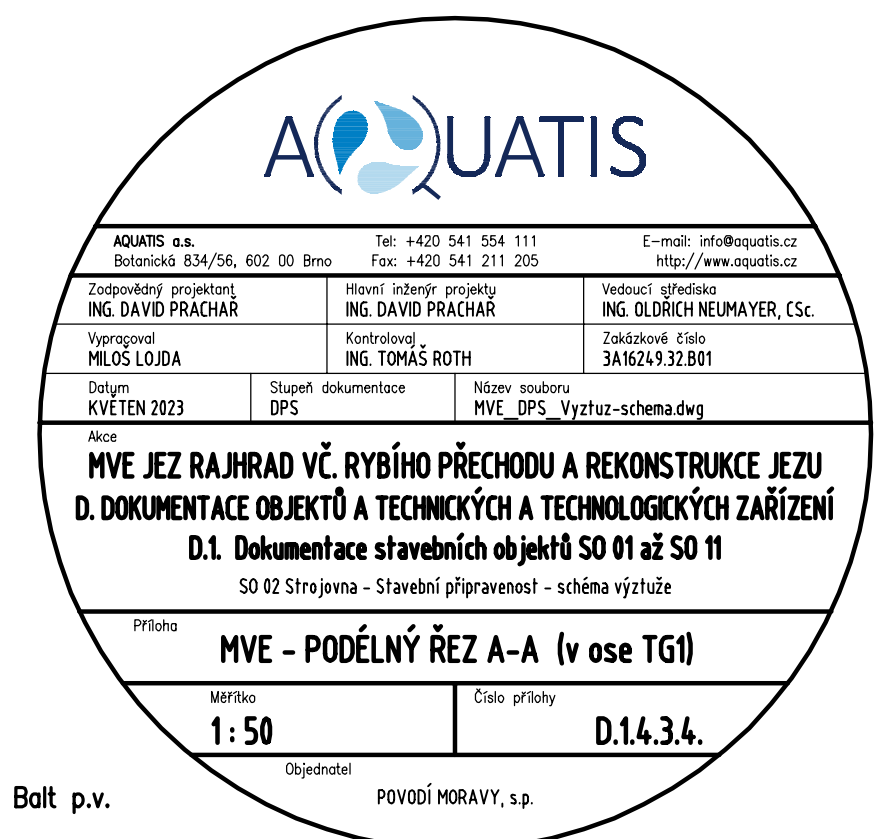 AQUATIS
AQUATIS a.s. Tel: +420 541 554 111 E-mail: info@aquatis.cz
Botanická 834/56, 602 00 Brno Fax: +420 541 211 205 http://www.aquatis.cz
Zodpovědný projektant Hlavní inženýr projektu Vedoucí střediska
ING. DAVID PRACHAŘ ING. DAVID PRACHAŘ ING. OLDŘICH NEUMAYER, CSc.
Vypracoval Kontroloval Zakázkové číslo
MILOŠ LOJDA ING. TOMÁŠ ROTH 3A16249.32.B01
Datum Stupeň dokumentace Název souboru
KVĚTEN 2023 DPS MVE_DPS_Vyztuz-schema.dwg
Akce
MVE JEZ RAJHRAD VČ. RYBÍHO PŘECHODU A REKONSTRUKCE JEZU
D. DOKUMENTACE OBJEKTŮ A TECHNICKÝCH A TECHNOLOGICKÝCH ZAŘÍZENÍ
D.1. Dokumentace stavebních objektů SO 01 až SO 11
SO 02 Strojovna - Stavební připravenost - schéma výztuže
Příloha
MVE - PODÉLNÝ ŘEZ A-A (v ose TG1)
Měřítko Číslo přílohy
1 : 50 D.1.4.3.4.
Objednatel
POVODÍ MORAVY, s.p.
Balt p.v.